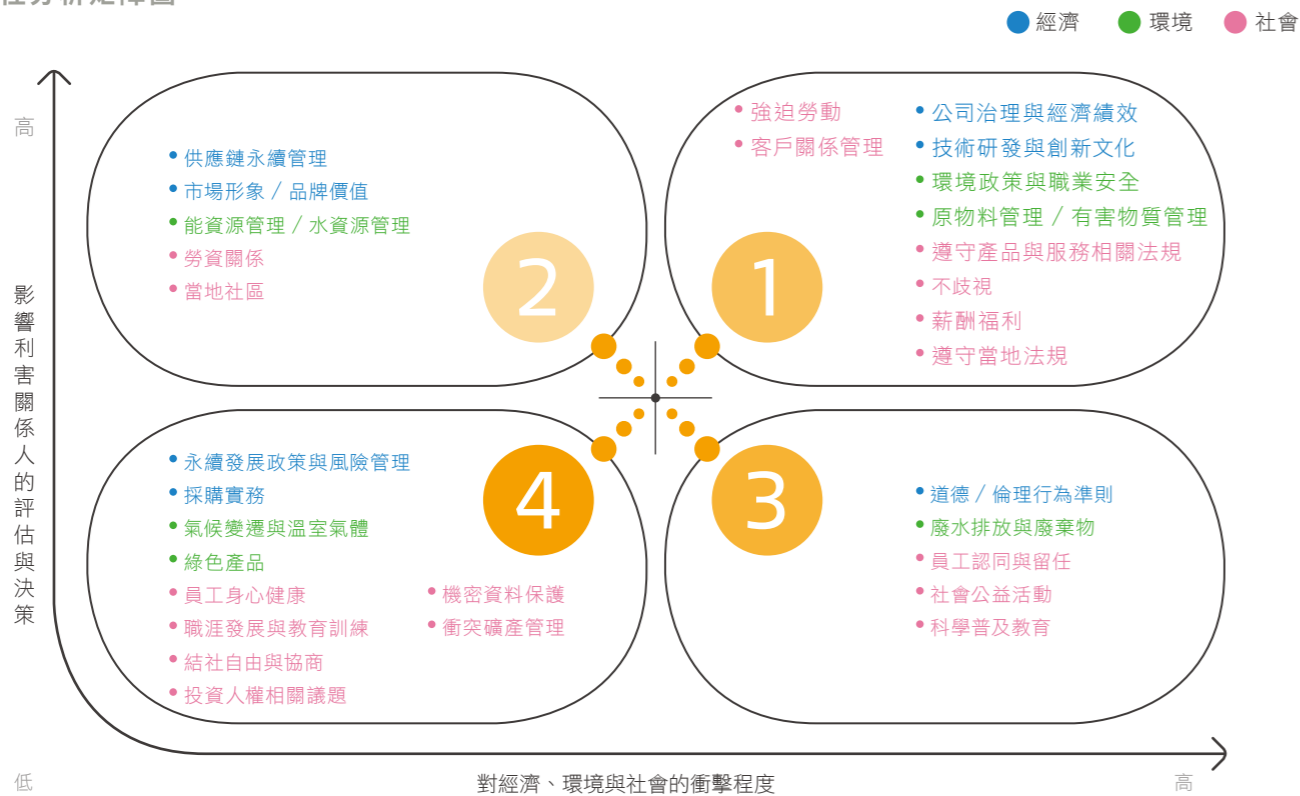 經濟
環境
社會
高
影響利害關係人的評估與決策
供應鏈永續管理
市場形象 / 品牌價值
能資源管理 / 水資源管理
勞資關係
當地社區
2
強迫勞動
客戶關係管理
公司治理與經濟績效
技術研發與創新文化
環境政策與職業安全
原物料管理 / 有害物質管理
遵守產品與服務相關法規
不歧視
薪酬福利
遵守當地法規
1
永續發展政策與風險管理
採購實務
氣候變遷與溫室氣體
綠色產品
員工身心健康
職涯發展與教育訓練
結社自由與協商
投資人權相關議題
機密資料保護
衝突礦產管理
4
3
道德 / 倫理行為準則
廢水排放與廢棄物
員工認同與留任
社會公益活動
科學普及教育
低
對經濟、環境與社會的衝擊程度
高